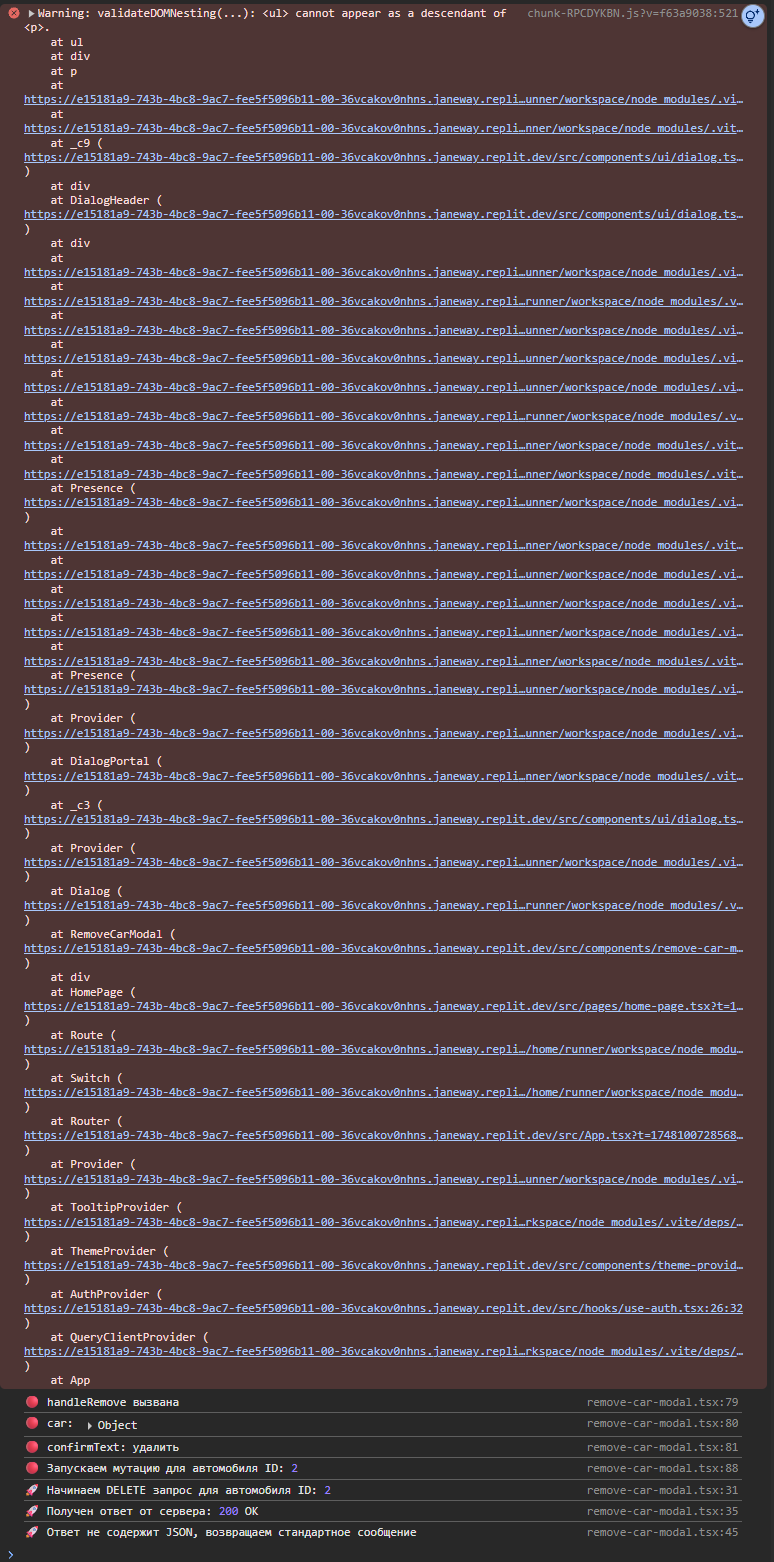 Warning: validateDOMNesting(...): <ul> cannot appear as a descendant of chunk-RPCDYKBN.js?v=f63a9038:521
<p>.
at ul
at div
at p
at
https://e15181a9-743b-4bc8-9ac7-fee5f5096b11-00-36vcakov0nhns.janeway.repli…unner/workspace/node_modules/.vi…
at
https://e15181a9-743b-4bc8-9ac7-fee5f5096b11-00-36vcakov0nhns.janeway.repli…nner/workspace/node_modules/.vit…
at _c9 (
https://e15181a9-743b-4bc8-9ac7-fee5f5096b11-00-36vcakov0nhns.janeway.replit.dev/src/components/ui/dialog.ts…
)
at div
at DialogHeader (
https://e15181a9-743b-4bc8-9ac7-fee5f5096b11-00-36vcakov0nhns.janeway.replit.dev/src/components/ui/dialog.ts…
)
at div
at
https://e15181a9-743b-4bc8-9ac7-fee5f5096b11-00-36vcakov0nhns.janeway.repli…unner/workspace/node_modules/.vi…
at
https://e15181a9-743b-4bc8-9ac7-fee5f5096b11-00-36vcakov0nhns.janeway.repli…runner/workspace/node_modules/.v…
at
https://e15181a9-743b-4bc8-9ac7-fee5f5096b11-00-36vcakov0nhns.janeway.repli…unner/workspace/node_modules/.vi…
at
https://e15181a9-743b-4bc8-9ac7-fee5f5096b11-00-36vcakov0nhns.janeway.repli…unner/workspace/node_modules/.vi…
at
https://e15181a9-743b-4bc8-9ac7-fee5f5096b11-00-36vcakov0nhns.janeway.repli…unner/workspace/node_modules/.vi…
at
https://e15181a9-743b-4bc8-9ac7-fee5f5096b11-00-36vcakov0nhns.janeway.repli…runner/workspace/node_modules/.v…
at
https://e15181a9-743b-4bc8-9ac7-fee5f5096b11-00-36vcakov0nhns.janeway.repli…nner/workspace/node_modules/.vit…
at
https://e15181a9-743b-4bc8-9ac7-fee5f5096b11-00-36vcakov0nhns.janeway.repli…nner/workspace/node_modules/.vit…
at Presence (
https://e15181a9-743b-4bc8-9ac7-fee5f5096b11-00-36vcakov0nhns.janeway.repli…unner/workspace/node_modules/.vi…
)
at
https://e15181a9-743b-4bc8-9ac7-fee5f5096b11-00-36vcakov0nhns.janeway.repli…nner/workspace/node_modules/.vit…
at
https://e15181a9-743b-4bc8-9ac7-fee5f5096b11-00-36vcakov0nhns.janeway.repli…unner/workspace/node_modules/.vi…
at
https://e15181a9-743b-4bc8-9ac7-fee5f5096b11-00-36vcakov0nhns.janeway.repli…unner/workspace/node_modules/.vi…
at
https://e15181a9-743b-4bc8-9ac7-fee5f5096b11-00-36vcakov0nhns.janeway.repli…unner/workspace/node_modules/.vi…
at
https://e15181a9-743b-4bc8-9ac7-fee5f5096b11-00-36vcakov0nhns.janeway.repli…nner/workspace/node_modules/.vit…
at Presence (
https://e15181a9-743b-4bc8-9ac7-fee5f5096b11-00-36vcakov0nhns.janeway.repli…unner/workspace/node_modules/.vi…
)
at Provider (
https://e15181a9-743b-4bc8-9ac7-fee5f5096b11-00-36vcakov0nhns.janeway.repli…unner/workspace/node_modules/.vi…
)
at DialogPortal (
https://e15181a9-743b-4bc8-9ac7-fee5f5096b11-00-36vcakov0nhns.janeway.repli…nner/workspace/node_modules/.vit…
)
at _c3 (
https://e15181a9-743b-4bc8-9ac7-fee5f5096b11-00-36vcakov0nhns.janeway.replit.dev/src/components/ui/dialog.ts…
)
at Provider (
https://e15181a9-743b-4bc8-9ac7-fee5f5096b11-00-36vcakov0nhns.janeway.repli…unner/workspace/node_modules/.vi…
)
at Dialog (
https://e15181a9-743b-4bc8-9ac7-fee5f5096b11-00-36vcakov0nhns.janeway.repli…runner/workspace/node_modules/.v…
)
at RemoveCarModal (
https://e15181a9-743b-4bc8-9ac7-fee5f5096b11-00-36vcakov0nhns.janeway.replit.dev/src/components/remove-car-m…
)
at div
at HomePage (
https://e15181a9-743b-4bc8-9ac7-fee5f5096b11-00-36vcakov0nhns.janeway.replit.dev/src/pages/home-page.tsx?t=1…
)
at Route (
https://e15181a9-743b-4bc8-9ac7-fee5f5096b11-00-36vcakov0nhns.janeway.repli…/home/runner/workspace/node_modu…
)
at Switch (
https://e15181a9-743b-4bc8-9ac7-fee5f5096b11-00-36vcakov0nhns.janeway.repli…/home/runner/workspace/node_modu…
)
at Router (
https://e15181a9-743b-4bc8-9ac7-fee5f5096b11-00-36vcakov0nhns.janeway.replit.dev/src/App.tsx?t=1748100728568…
)
at Provider (
https://e15181a9-743b-4bc8-9ac7-fee5f5096b11-00-36vcakov0nhns.janeway.repli…unner/workspace/node_modules/.vi…
)
at TooltipProvider (
https://e15181a9-743b-4bc8-9ac7-fee5f5096b11-00-36vcakov0nhns.janeway.repli…rkspace/node_modules/.vite/deps/…
)
at ThemeProvider (
https://e15181a9-743b-4bc8-9ac7-fee5f5096b11-00-36vcakov0nhns.janeway.replit.dev/src/components/theme-provid…
)
at AuthProvider (
https://e15181a9-743b-4bc8-9ac7-fee5f5096b11-00-36vcakov0nhns.janeway.replit.dev/src/hooks/use-auth.tsx:26:32
)
at QueryClientProvider (
https://e15181a9-743b-4bc8-9ac7-fee5f5096b11-00-36vcakov0nhns.janeway.repli…rkspace/node_modules/.vite/deps/…
)
at App
handleRemove вызвана remove-car-modal.tsx:79
car: Object remove-car-modal.tsx:80
confirmText: удалить remove-car-modal.tsx:81
Запускаем мутацию для автомобиля ID: 2 remove-car-modal.tsx:88
Начинаем DELETE запрос для автомобиля ID: 2 remove-car-modal.tsx:31
Получен ответ от сервера: 200 OK remove-car-modal.tsx:35
Ответ не содержит JSON, возвращаем стандартное сообщение remove-car-modal.tsx:45